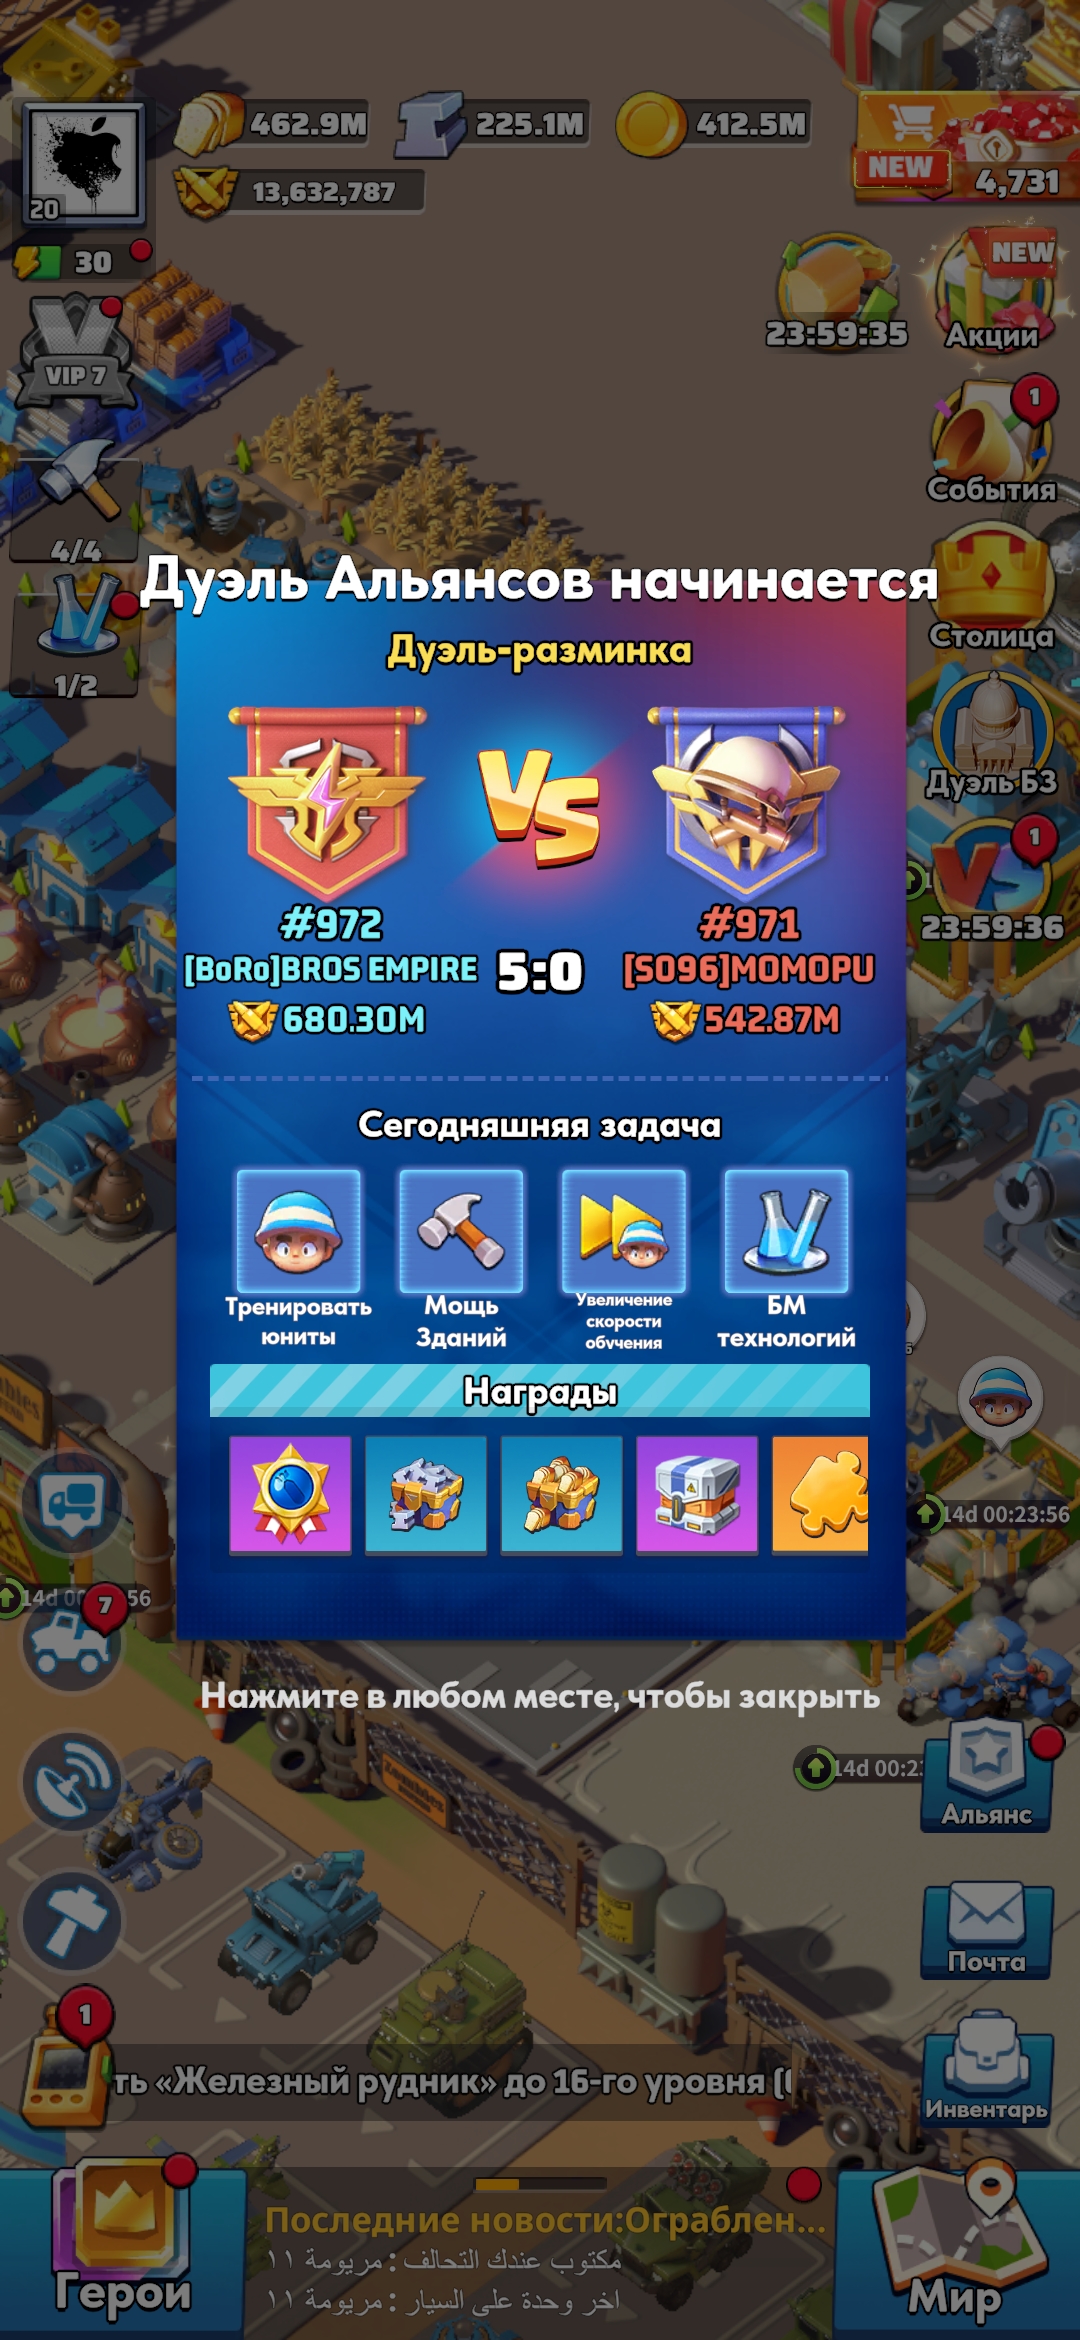 462.9M
225.1M
412.5M
NEW
4,731
20
13,632,787
30
23:59:35
NEW
Акции
VIP 7
1
События
4/4
Столица
1/2
Дуэль БЗ
1
23:59:36
Дуэль Альянсов начинается
Дуэль-разминка
VS
#972
#971
[BoRo]BROS EMPIRE
5:0
[S096]MOMOPU
680.30M
542.87M
Сегодняшняя задача
Тренировать
юниты
Мощь
Зданий
Увеличение
скорости
обучения
БМ
технологий
Награды
14d 00:23:56
7
Нажмите в любом месте, чтобы закрыть
14d 00:23
Альянс
Почта
1
ть «Железный рудник» до 16-го уровня ((
Инвентарь
Последние новости:Ограблен...
مكتوب عندك التحالف : مريومة ١١
اخر وحدة على السيار : مريومة ١١
Герои
Мир